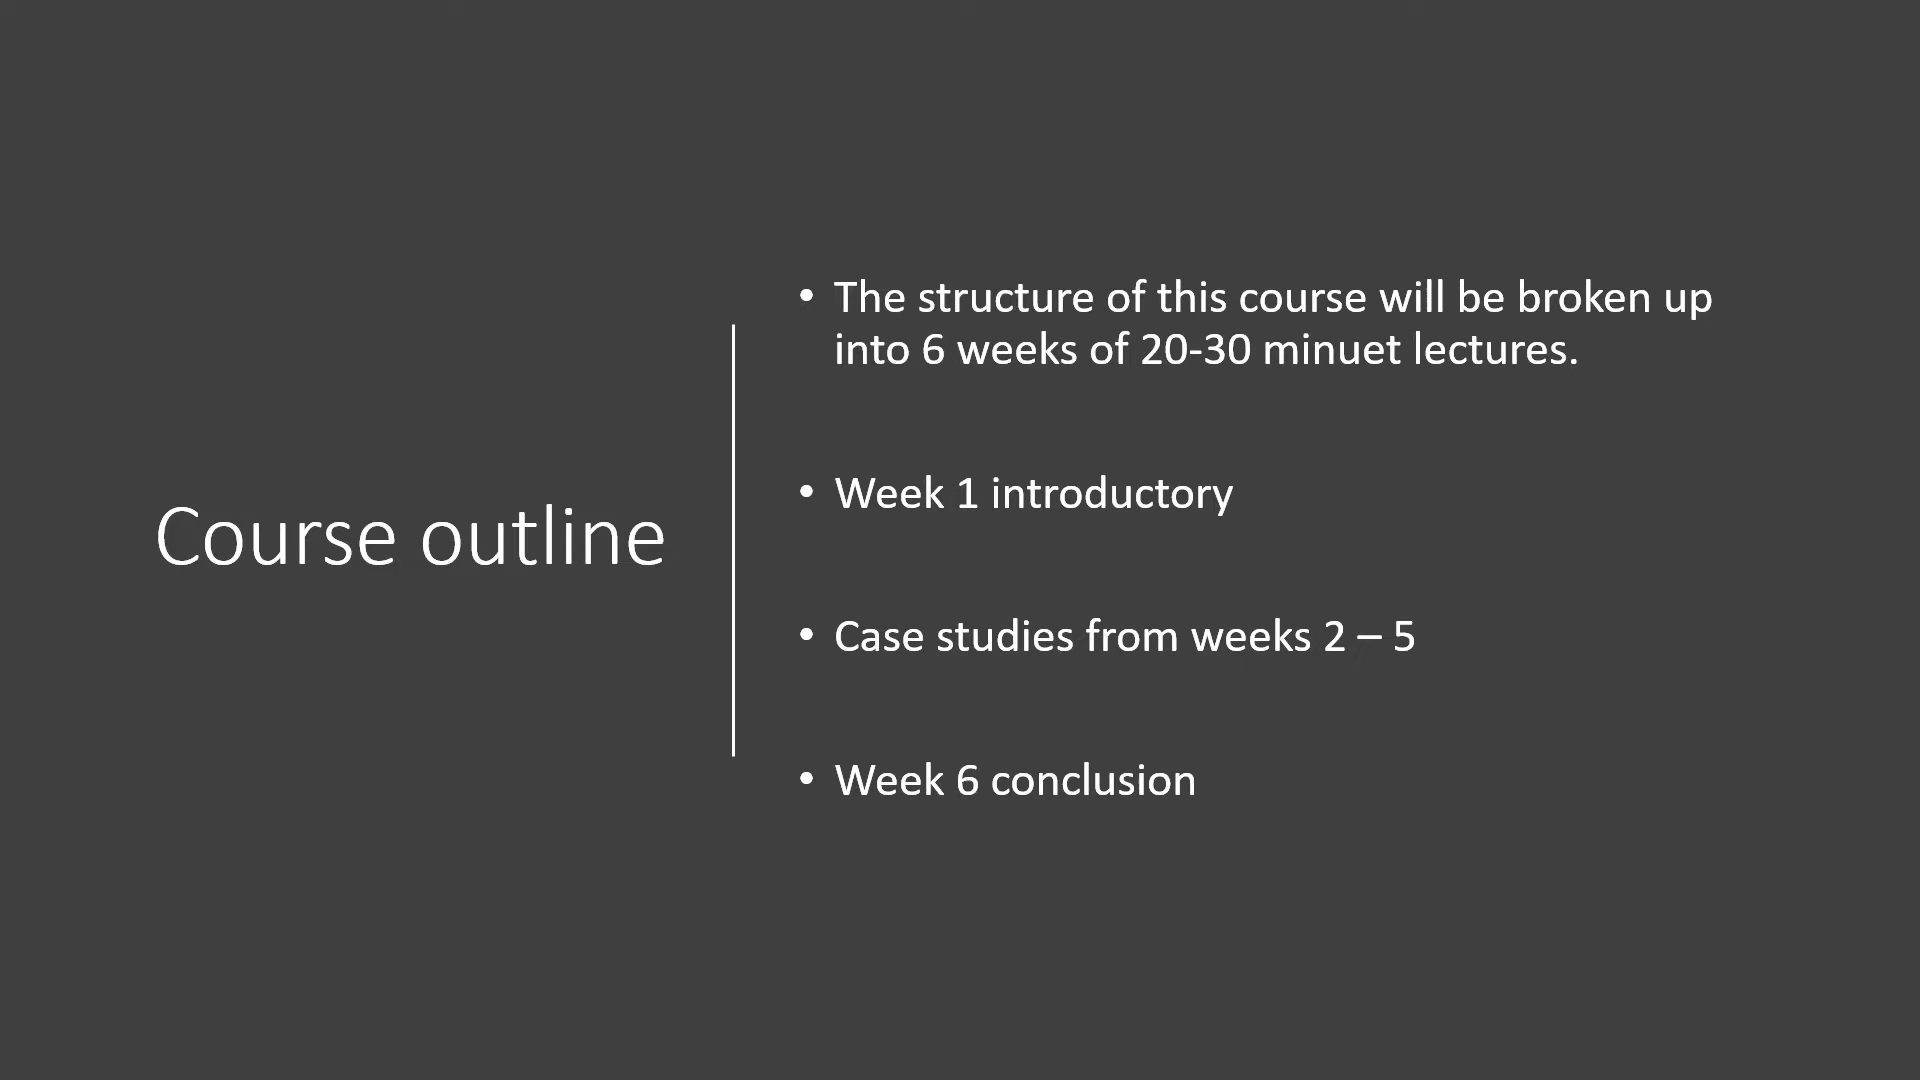 Course outline
• The structure of this course will be broken up
into 6 weeks of 20-30 minuet lectures.
• Week 1 introductory
• Case studies from weeks 2 – 5
• Week 6 conclusion